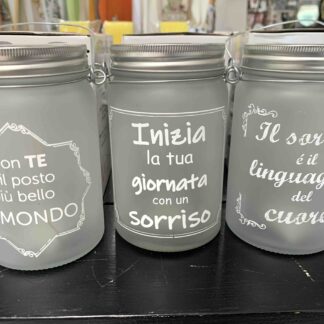 on TE
il posto
iù bello
MONDO
Inizia
la tua
giornata
con un
sorriso
Il sor
é il
linguag
del
cuore